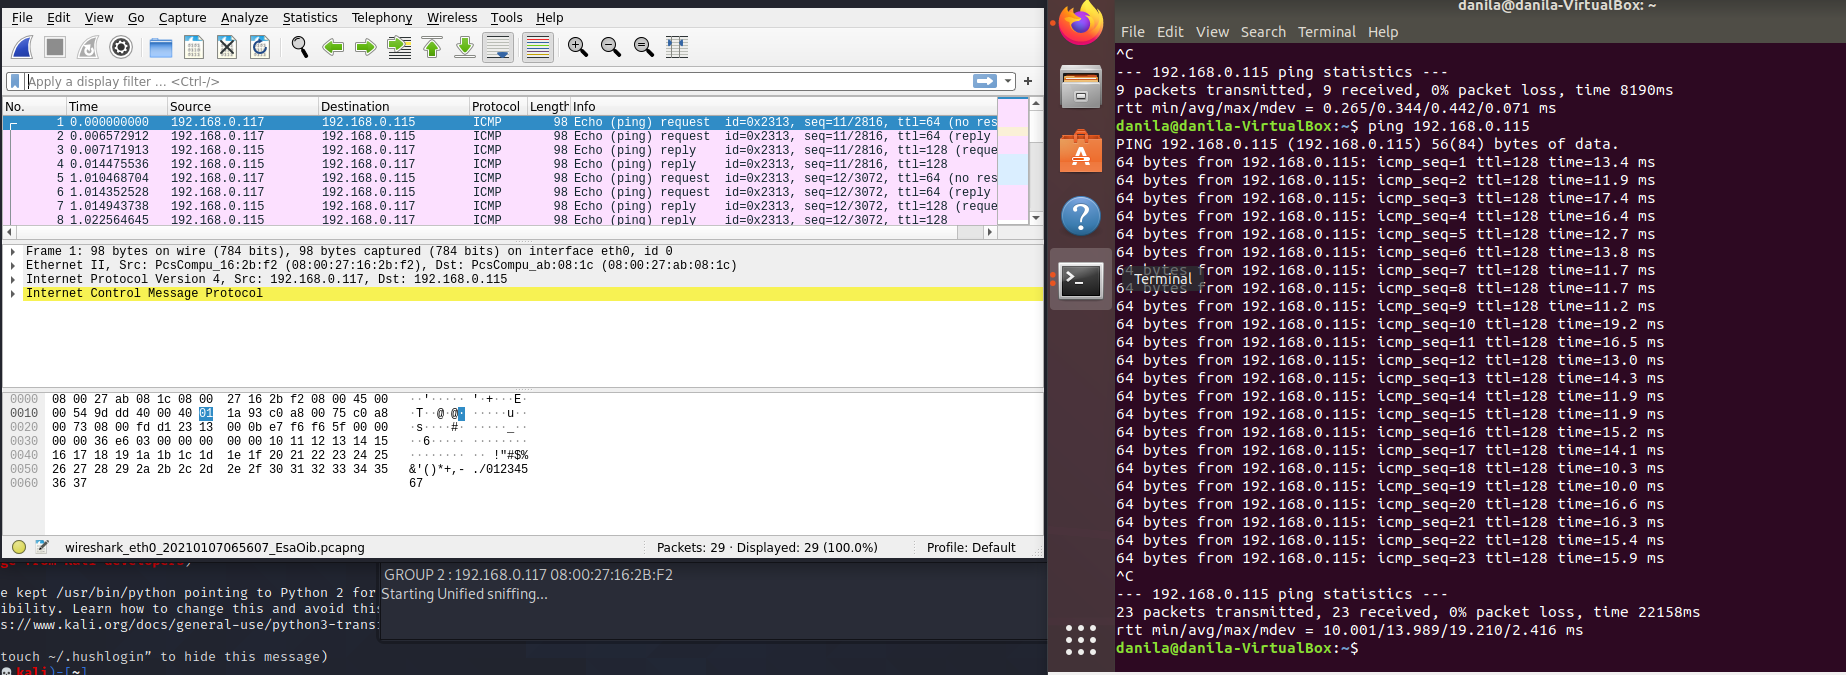 File Edit View Go Capture Analyze Statistics Telephony Wireless Tools Help
Apply a display filter ... <Ctrl-/>
No. Time Source Destination Protocol Length Info
1 0.000000000 192.168.0.117 192.168.0.115 ICMP 98 Echo (ping) request id=0x2313, seq=11/2816, ttl=64 (no res
2 0.006572912 192.168.0.117 192.168.0.115 ICMP 98 Echo (ping) request id=0x2313, seq=11/2816, ttl=64 (reply
3 0.007171913 192.168.0.115 192.168.0.117 ICMP 98 Echo (ping) reply id=0x2313, seq=11/2816, ttl=128 (reque
4 0.014475536 192.168.0.115 192.168.0.117 ICMP 98 Echo (ping) reply id=0x2313, seq=11/2816, ttl=128
5 1.010468704 192.168.0.117 192.168.0.115 ICMP 98 Echo (ping) request id=0x2313, seq=12/3072, ttl=64 (no res
6 1.014352528 192.168.0.117 192.168.0.115 ICMP 98 Echo (ping) request id=0x2313, seq=12/3072, ttl=64 (reply
7 1.014943738 192.168.0.115 192.168.0.117 ICMP 98 Echo (ping) reply id=0x2313, seq=12/3072, ttl=128 (reque
8 1.022564645 192.168.0.115 192.168.0.117 ICMP 98 Echo (ping) reply id=0x2313, seq=12/3072, ttl=128
Frame 1: 98 bytes on wire (784 bits), 98 bytes captured (784 bits) on interface eth0, id 0
Ethernet II, Src: PcsCompu_16:2b:f2 (08:00:27:16:2b:f2), Dst: PcsCompu_ab:08:1c (08:00:27:ab:08:1c)
Internet Protocol Version 4, Src: 192.168.0.117, Dst: 192.168.0.115
Internet Control Message Protocol
0000 08 00 27 ab 08 1c 08 00 27 16 2b f2 08 00 45 00 ··'····· '·+···E·
0010 00 54 9d dd 40 00 40 01 1a 93 c0 a8 00 75 c0 a8 ·T··@·@· ·····u··
0020 00 73 08 00 fd d1 23 13 00 0b e7 f6 f6 5f 00 00 ·s····#· ·····_··
0030 00 00 36 e6 03 00 00 00 00 00 10 11 12 13 14 15 ··6····· ········
0040 16 17 18 19 1a 1b 1c 1d 1e 1f 20 21 22 23 24 25 ········ ·· !"#$%
0050 26 27 28 29 2a 2b 2c 2d 2e 2f 30 31 32 33 34 35 &'()*+,- ./012345
0060 36 37 67
wireshark_eth0_20210107065607_EsaOib.pcapng Packets: 29 · Displayed: 29 (100.0%) Profile: Default
e kept /usr/bin/python pointing to Python 2 for
ibility. Learn how to change this and avoid this
s://www.kali.org/docs/general-use/python3-trans
touch ~/.hushlogin” to hide this message)
kali)-[~]
GROUP 2 : 192.168.0.117 08:00:27:16:2B:F2
Starting Unified sniffing...
danila@danila-VirtualBox: ~
File Edit View Search Terminal Help
^C
--- 192.168.0.115 ping statistics ---
9 packets transmitted, 9 received, 0% packet loss, time 8190ms
rtt min/avg/max/mdev = 0.265/0.344/0.442/0.071 ms
danila@danila-VirtualBox:~$ ping 192.168.0.115
PING 192.168.0.115 (192.168.0.115) 56(84) bytes of data.
64 bytes from 192.168.0.115: icmp_seq=1 ttl=128 time=13.4 ms
64 bytes from 192.168.0.115: icmp_seq=2 ttl=128 time=11.9 ms
64 bytes from 192.168.0.115: icmp_seq=3 ttl=128 time=17.4 ms
64 bytes from 192.168.0.115: icmp_seq=4 ttl=128 time=16.4 ms
64 bytes from 192.168.0.115: icmp_seq=5 ttl=128 time=12.7 ms
64 bytes from 192.168.0.115: icmp_seq=6 ttl=128 time=13.8 ms
64 bytes from 192.168.0.115: icmp_seq=7 ttl=128 time=11.7 ms
Terminal
64 bytes from 192.168.0.115: icmp_seq=8 ttl=128 time=11.7 ms
64 bytes from 192.168.0.115: icmp_seq=9 ttl=128 time=11.2 ms
64 bytes from 192.168.0.115: icmp_seq=10 ttl=128 time=19.2 ms
64 bytes from 192.168.0.115: icmp_seq=11 ttl=128 time=16.5 ms
64 bytes from 192.168.0.115: icmp_seq=12 ttl=128 time=13.0 ms
64 bytes from 192.168.0.115: icmp_seq=13 ttl=128 time=14.3 ms
64 bytes from 192.168.0.115: icmp_seq=14 ttl=128 time=11.9 ms
64 bytes from 192.168.0.115: icmp_seq=15 ttl=128 time=11.9 ms
64 bytes from 192.168.0.115: icmp_seq=16 ttl=128 time=15.2 ms
64 bytes from 192.168.0.115: icmp_seq=17 ttl=128 time=14.1 ms
64 bytes from 192.168.0.115: icmp_seq=18 ttl=128 time=10.3 ms
64 bytes from 192.168.0.115: icmp_seq=19 ttl=128 time=10.0 ms
64 bytes from 192.168.0.115: icmp_seq=20 ttl=128 time=16.6 ms
64 bytes from 192.168.0.115: icmp_seq=21 ttl=128 time=16.3 ms
64 bytes from 192.168.0.115: icmp_seq=22 ttl=128 time=15.4 ms
64 bytes from 192.168.0.115: icmp_seq=23 ttl=128 time=15.9 ms
^C
--- 192.168.0.115 ping statistics ---
23 packets transmitted, 23 received, 0% packet loss, time 22158ms
rtt min/avg/max/mdev = 10.001/13.989/19.210/2.416 ms
danila@danila-VirtualBox:~$